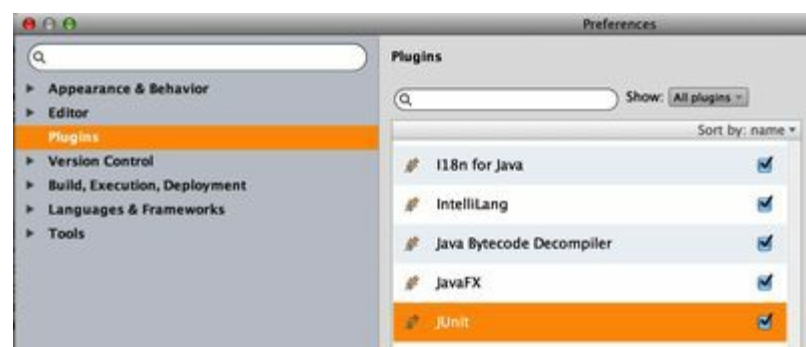 Preferences
Appearance & Behavior
Editor
Plugins
Version Control
Build, Execution, Deployment
Languages & Frameworks
Tools
Plugins
Show: All plugins
Sort by: name
I18n for Java
IntelliLang
Java Bytecode Decompiler
JavaFX
JUnit